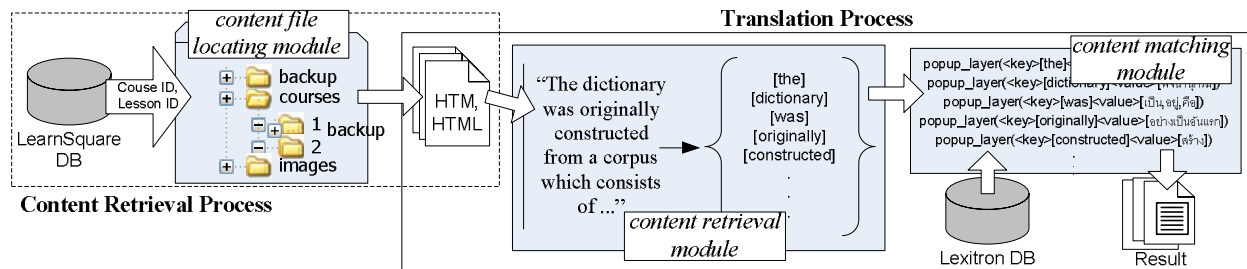 Translation Process
content file
locating module
Couse ID,
Lesson ID
LearnSquare
DB
backup
courses
1 backup
2
images
Content Retrieval Process
HTM,
HTML
“The dictionary
was originally
constructed
from a corpus
which consists
of ...”
[the]
[dictionary]
[was]
[originally]
[constructed]
.
.
.
content retrieval
module
content matching
module
popup_layer(<key>[the]<
popup_layer(<key>[dictionary]
popup_layer(<key>[was]<value>[เป็น,อยู่,คือ])
popup_layer(<key>[originally]<value>[อย่างเป็นอันแรก])
popup_layer(<key>[constructed]<value>[สร้าง])
Lexitron DB
Result